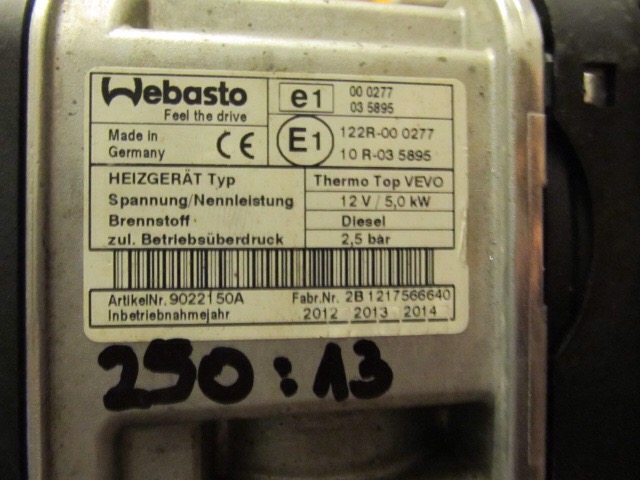 Webasto
Feel the drive
e1
00 0277
03 5895
Made in
Germany
CE
E1
122R-00 0277
10 R-03 5895
HEIZGERÄT Typ
Thermo Top VEVO
Spannung/Nennleistung
12 V / 5,0 kW
Brennstoff
Diesel
zul. Betriebsüberdruck
2,5 bar
ArtikelNr. 9022150A
Fabr.Nr. 2B 1217566640
Inbetriebnahmejahr
2012 2013 2014
250:13